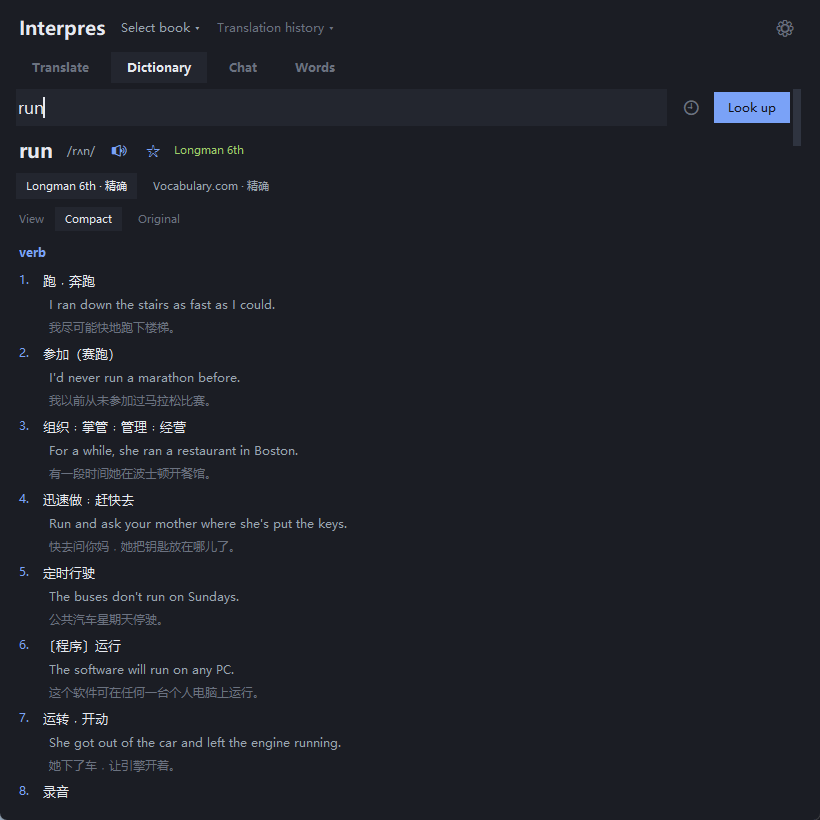 Interpres Select book Translation history
Translate Dictionary Chat Words
run Look up
run /rʌn/ Longman 6th
Longman 6th · 精确 Vocabulary.com · 精确
View Compact Original
verb
1. 跑，奔跑
I ran down the stairs as fast as I could.
我尽可能快地跑下楼梯。
2. 参加（赛跑）
I'd never run a marathon before.
我以前从未参加过马拉松比赛。
3. 组织；掌管；管理；经营
For a while, she ran a restaurant in Boston.
有一段时间她在波士顿开餐馆。
4. 迅速做；赶快去
Run and ask your mother where she's put the keys.
快去问你妈，她把钥匙放在哪儿了。
5. 定时行驶
The buses don't run on Sundays.
公共汽车星期天停驶。
6. 〔程序〕运行
The software will run on any PC.
这个软件可在任何一台个人电脑上运行。
7. 运转，开动
She got out of the car and left the engine running.
她下了车，让引擎开着。
8. 录音